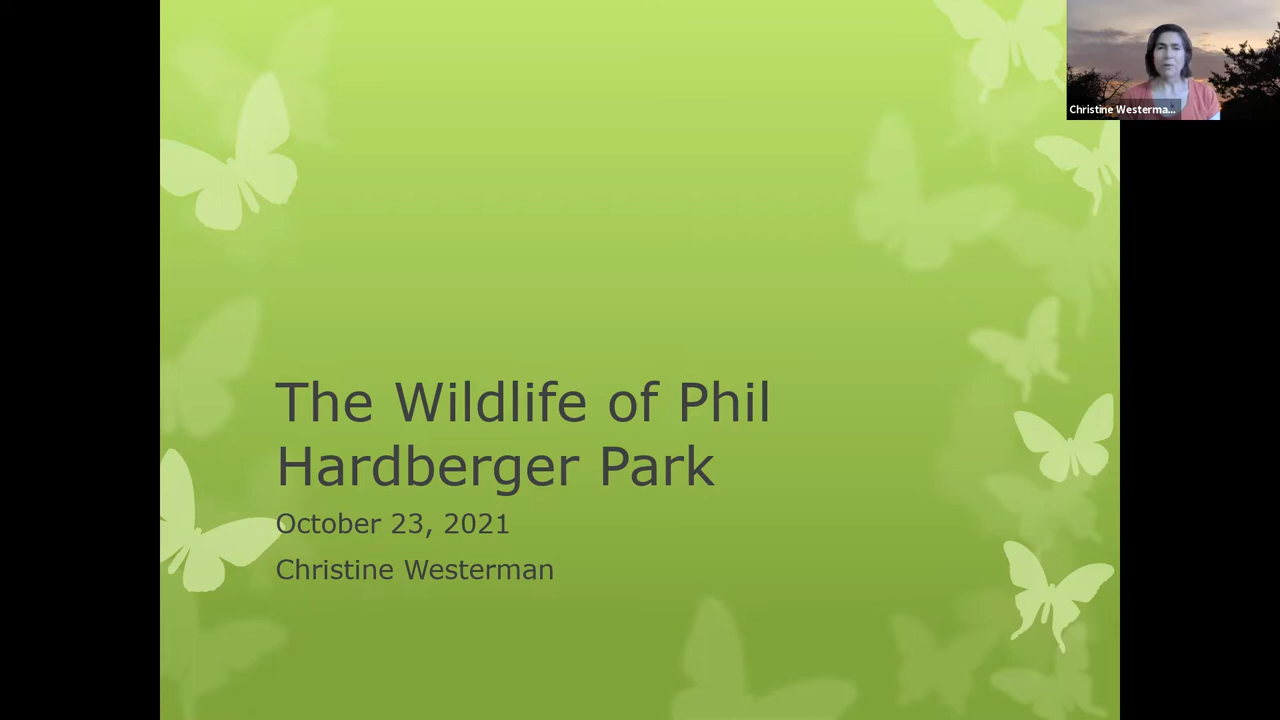 Christine Westerma...
The Wildlife of Phil
Hardberger Park
October 23, 2021
Christine Westerman